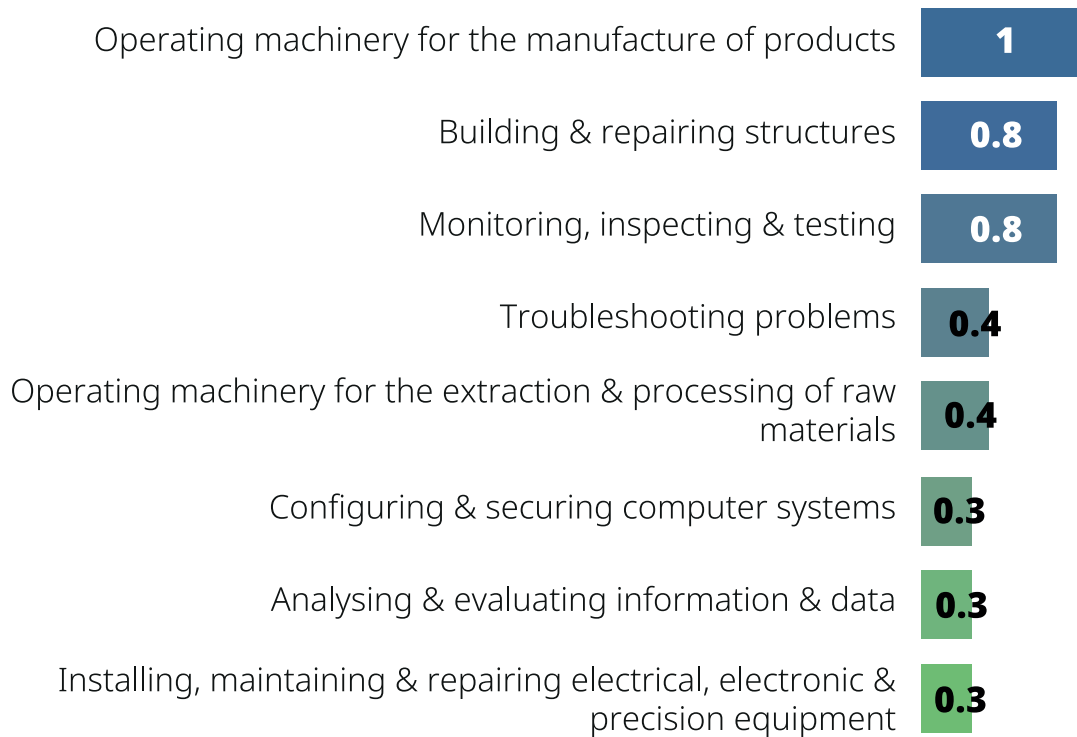 Operating machinery for the manufacture of products 1
Building & repairing structures 0.8
Monitoring, inspecting & testing 0.8
Troubleshooting problems 0.4
Operating machinery for the extraction & processing of raw
materials 0.4
Configuring & securing computer systems 0.3
Analysing & evaluating information & data 0.3
Installing, maintaining & repairing electrical, electronic &
precision equipment 0.3